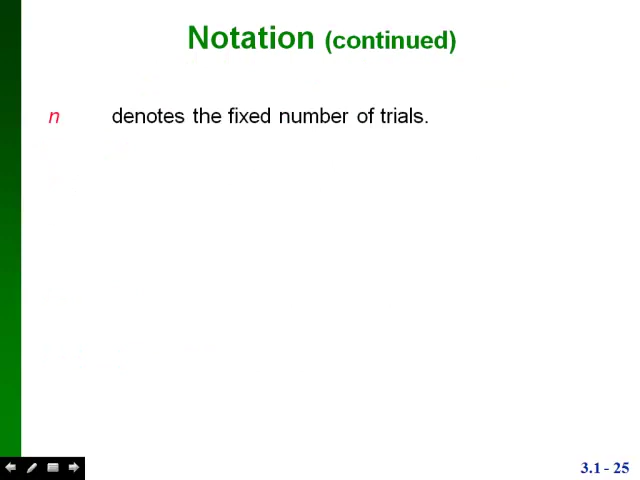 Notation (continued)
n denotes the fixed number of trials.
3.1 - 25